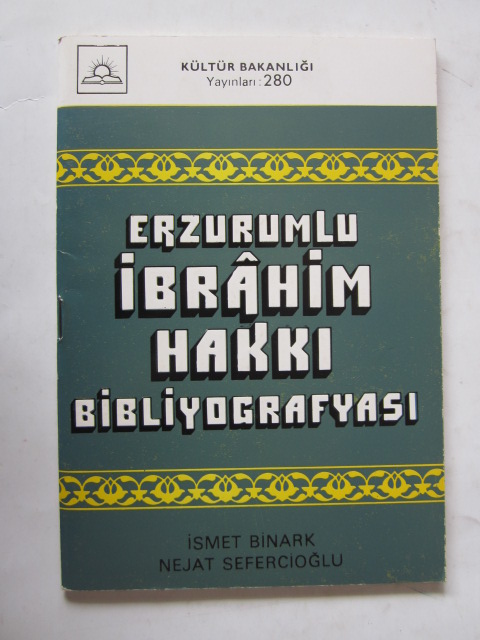 KÜLTÜR BAKANLIĞI
Yayınları: 280
ERZURUMLU
İBRÂHİM
HAKKI
BİBLİYOGRAFYASI
İSMET BİNARK
NEJAT SEFERCİOĞLU